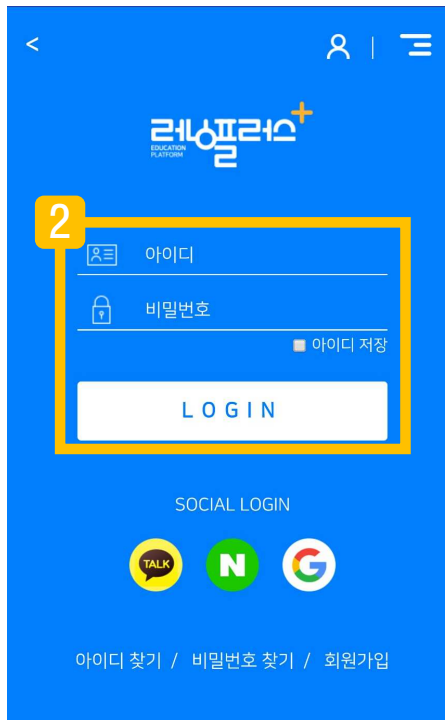 <
러닝플러스+
EDUCATION
PLATFORM
2
아이디
비밀번호
아이디 저장
LOGIN
SOCIAL LOGIN
TALK N G
아이디 찾기 / 비밀번호 찾기 / 회원가입